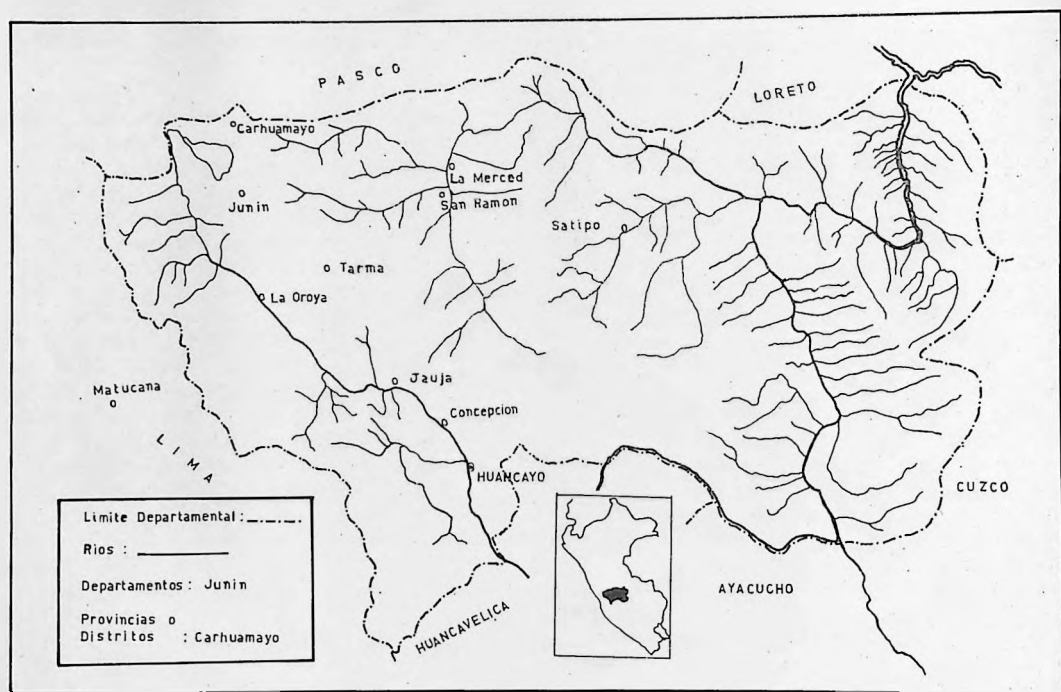 PASCO
LORETO
Carhuamayo
La Merced
San Ramon
Junin
Satipo
Tarma
La Oroya
Jauja
Matucana
Concepcion
LIMA
HUANCAYO
CUZCO
AYACUCHO
HUANCAVELICA
Limite Departamental :
Rios :
Departamentos : Junin
Provincias o
Distritos : Carhuamayo